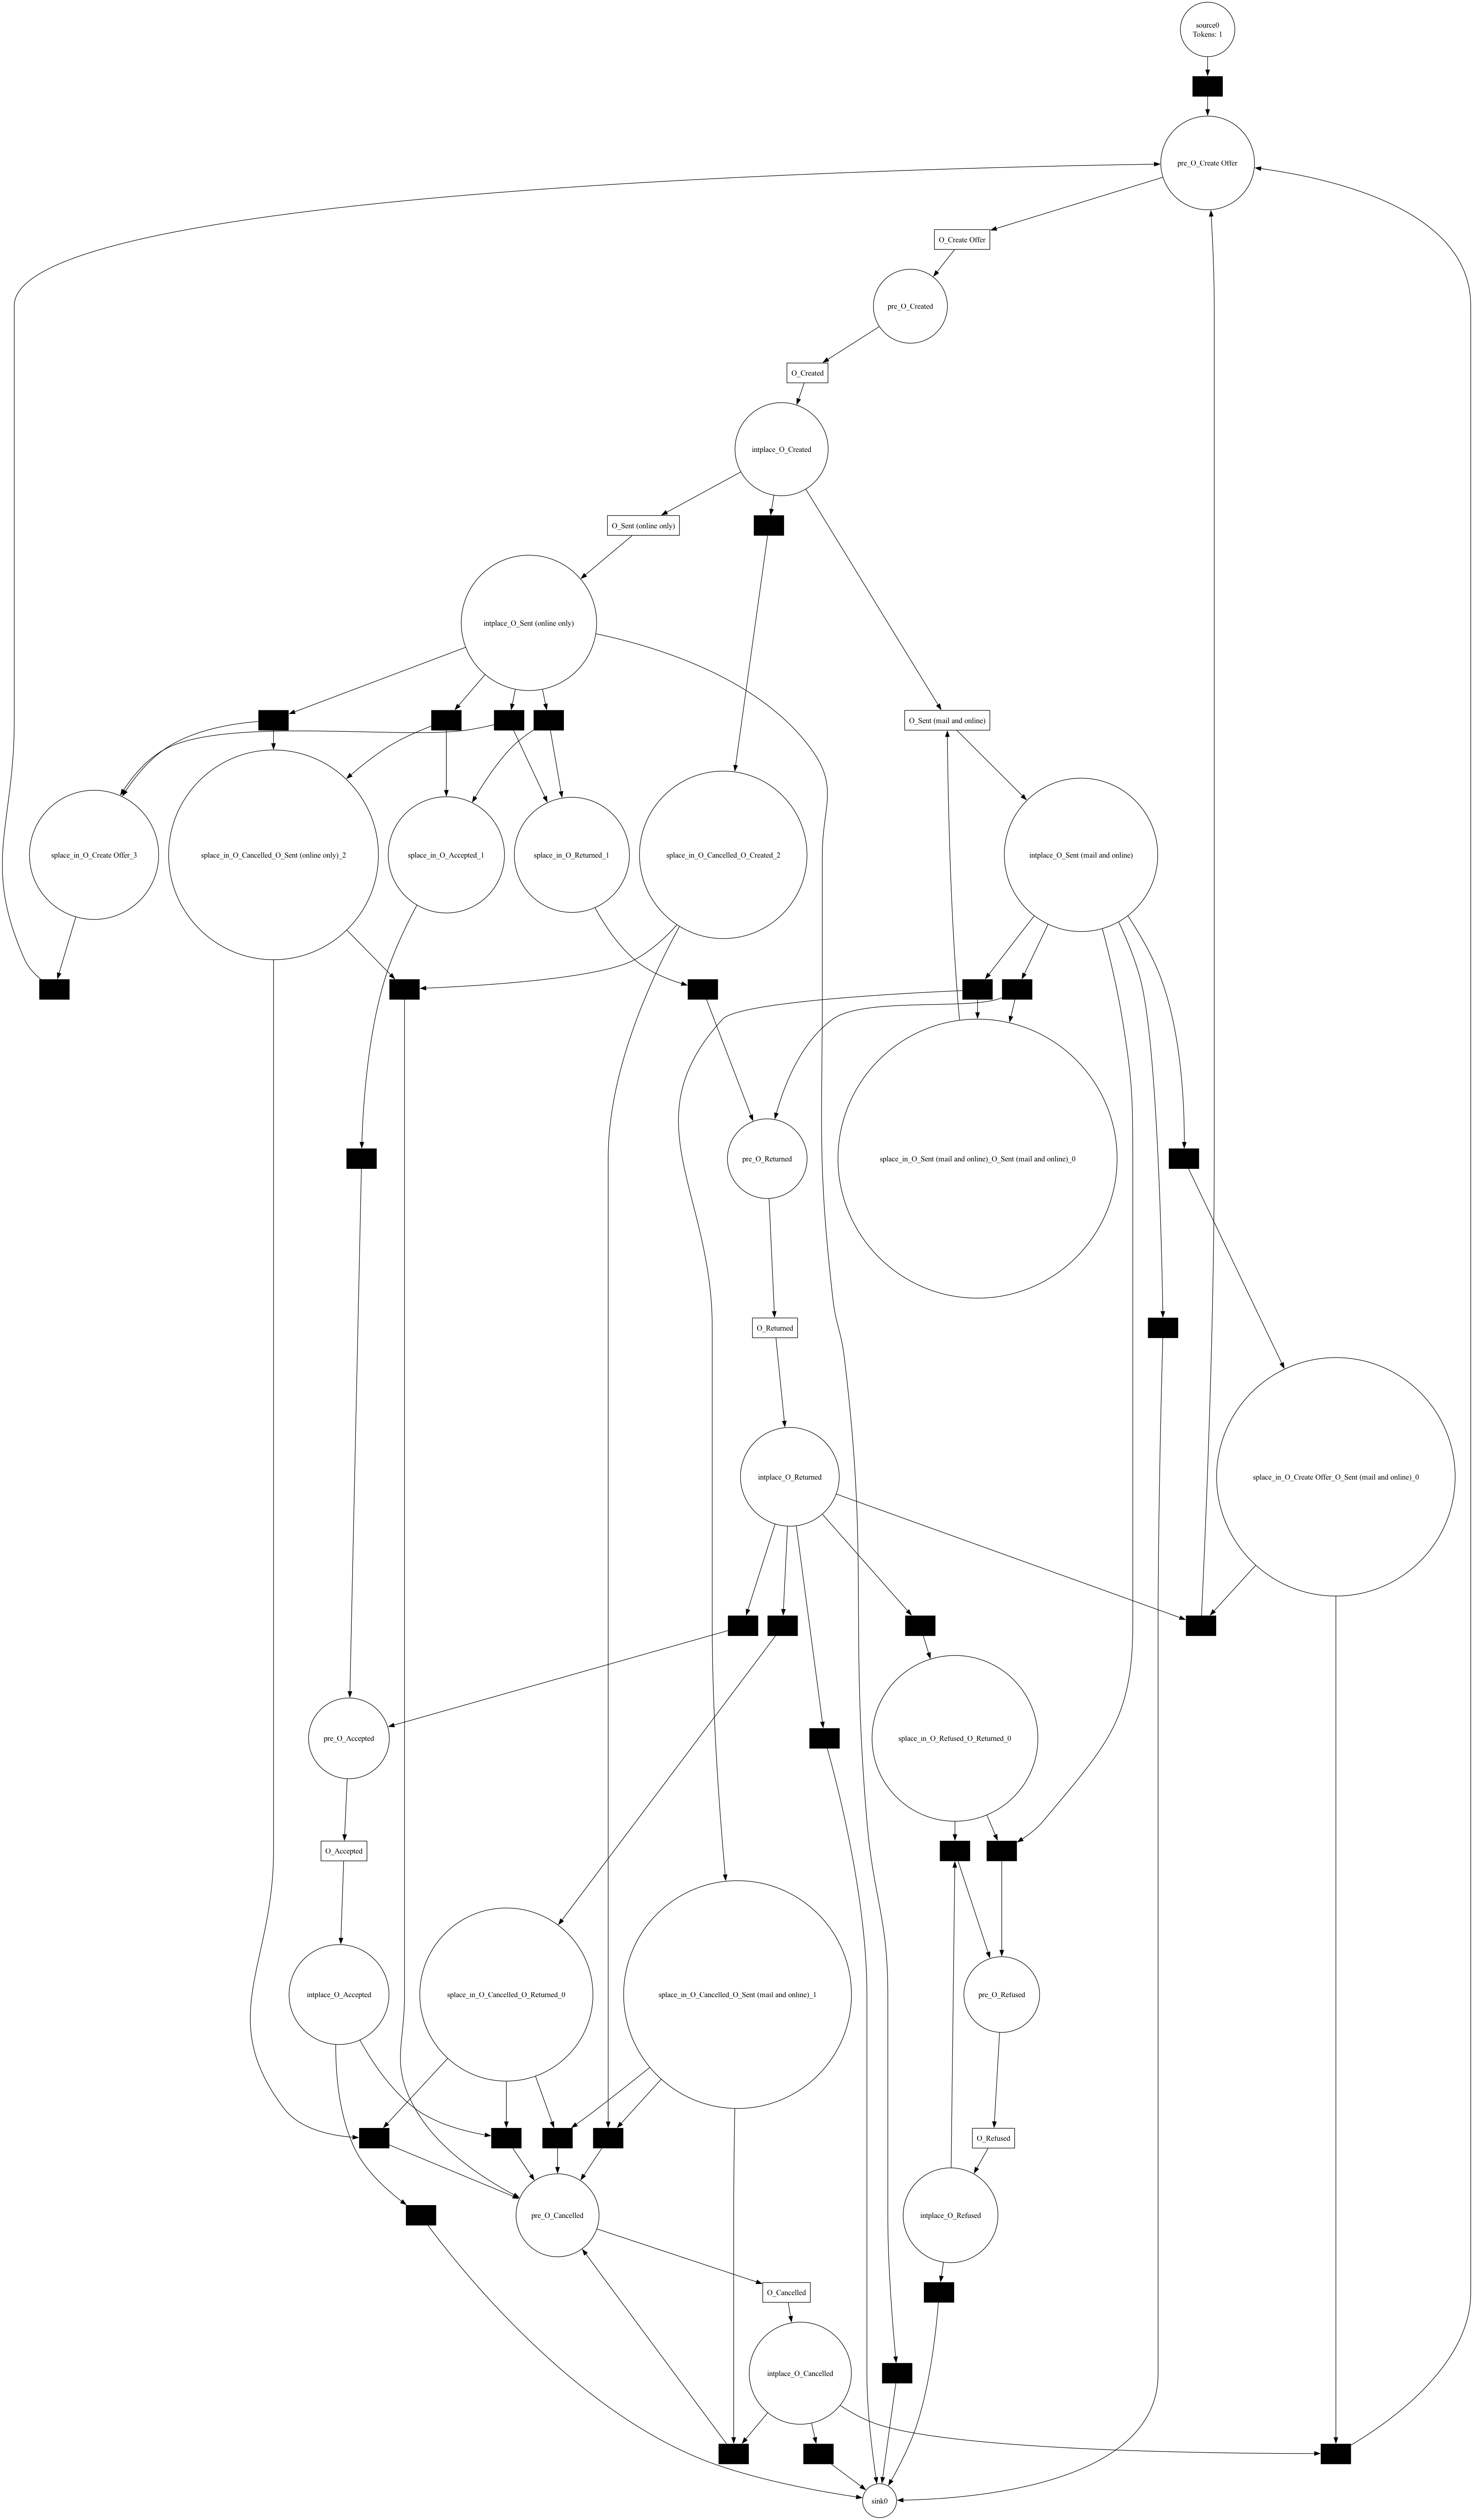 source0
Tokens: 1
pre_O_Create Offer
O_Create Offer
pre_O_Created
O_Created
intplace_O_Created
O_Sent (online only)
intplace_O_Sent (online only)
O_Sent (mail and online)
splace_in_O_Create Offer_3
splace_in_O_Cancelled_O_Sent (online only)_2
splace_in_O_Accepted_1
splace_in_O_Returned_1
splace_in_O_Cancelled_O_Created_2
intplace_O_Sent (mail and online)
pre_O_Returned
splace_in_O_Sent (mail and online)_O_Sent (mail and online)_0
O_Returned
intplace_O_Returned
splace_in_O_Create Offer_O_Sent (mail and online)_0
pre_O_Accepted
splace_in_O_Refused_O_Returned_0
O_Accepted
intplace_O_Accepted
splace_in_O_Cancelled_O_Returned_0
splace_in_O_Cancelled_O_Sent (mail and online)_1
pre_O_Refused
O_Refused
pre_O_Cancelled
intplace_O_Refused
O_Cancelled
intplace_O_Cancelled
sink0